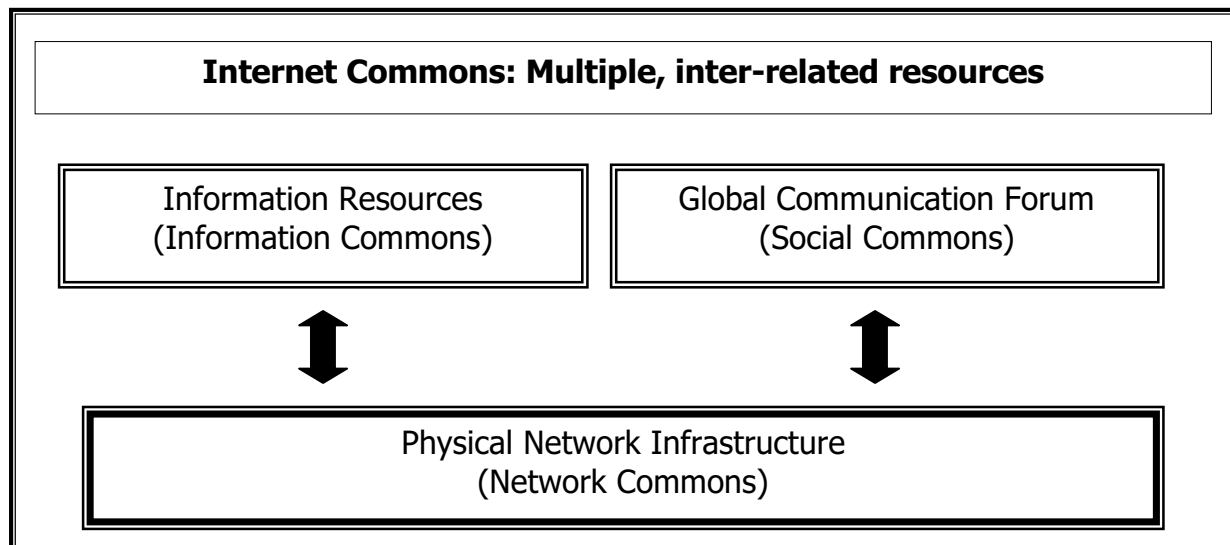 Internet Commons: Multiple, inter-related resources
Information Resources
(Information Commons)
Global Communication Forum
(Social Commons)
Physical Network Infrastructure
(Network Commons)